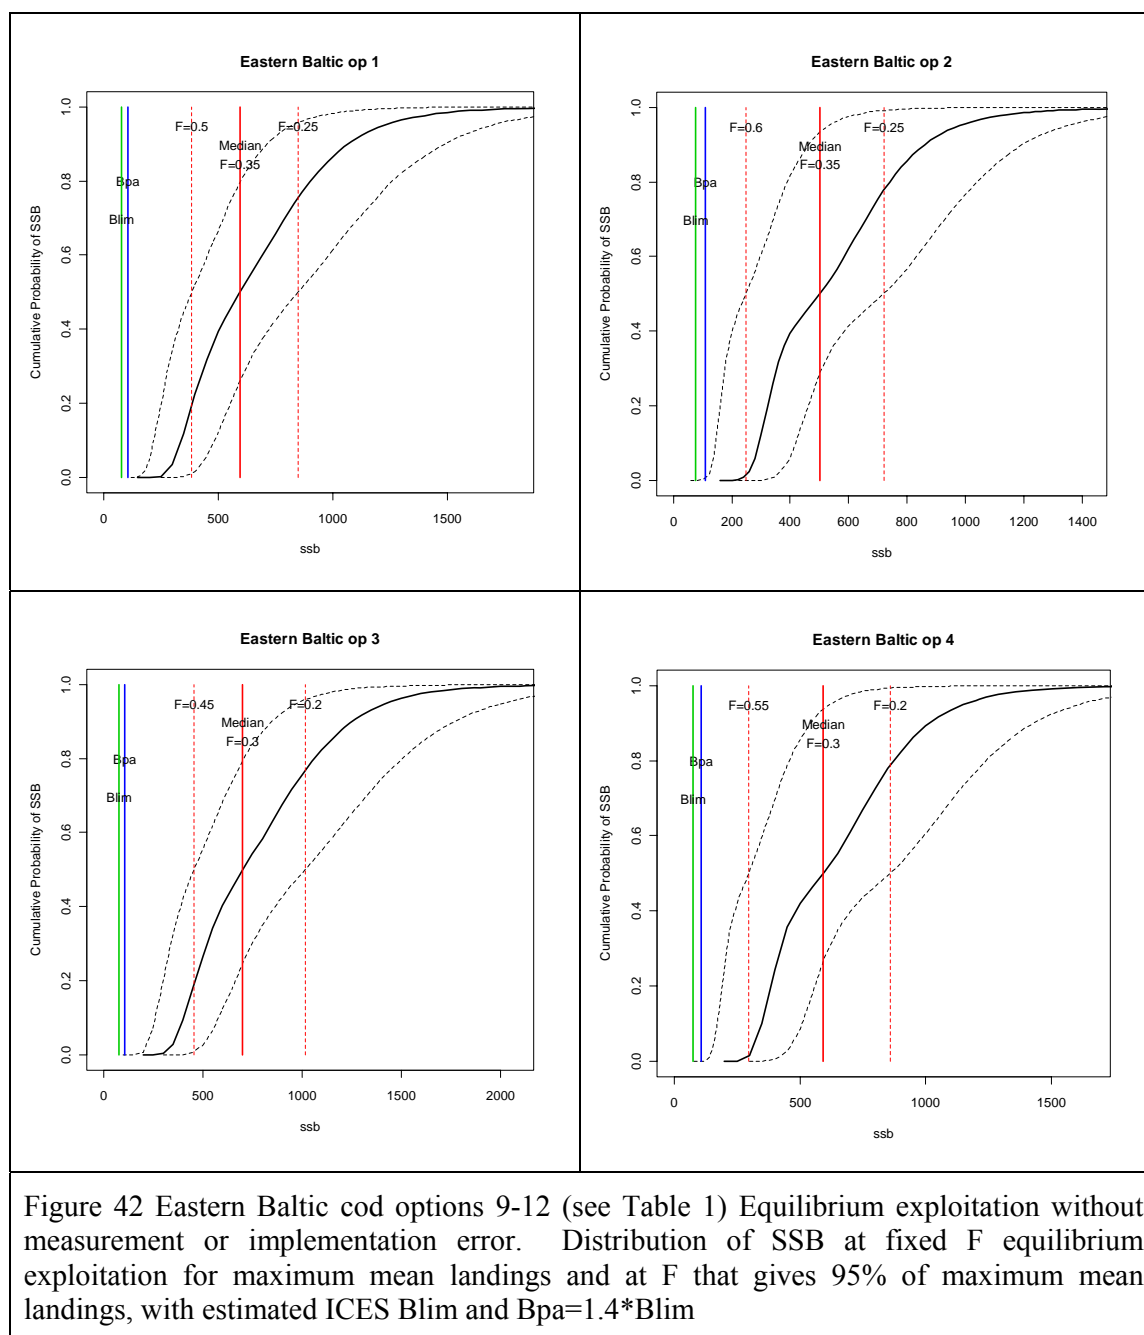 Eastern Baltic op 1
Cumulative Probability of SSB
0.0 0.2 0.4 0.6 0.8 1.0
F=0.5
F=0.25
Median
F=0.35
Bpa
Blim
0 500 1000 1500
ssb
Eastern Baltic op 2
Cumulative Probability of SSB
0.0 0.2 0.4 0.6 0.8 1.0
F=0.6
F=0.25
Median
F=0.35
Bpa
Blim
0 200 400 600 800 1000 1200 1400
ssb
Eastern Baltic op 3
Cumulative Probability of SSB
0.0 0.2 0.4 0.6 0.8 1.0
F=0.45
F=0.2
Median
F=0.3
Bpa
Blim
0 500 1000 1500 2000
ssb
Eastern Baltic op 4
Cumulative Probability of SSB
0.0 0.2 0.4 0.6 0.8 1.0
F=0.55
F=0.2
Median
F=0.3
Bpa
Blim
0 500 1000 1500
ssb
Figure 42 Eastern Baltic cod options 9-12 (see Table 1) Equilibrium exploitation without
measurement or implementation error. Distribution of SSB at fixed F equilibrium
exploitation for maximum mean landings and at F that gives 95% of maximum mean
landings, with estimated ICES Blim and Bpa=1.4*Blim